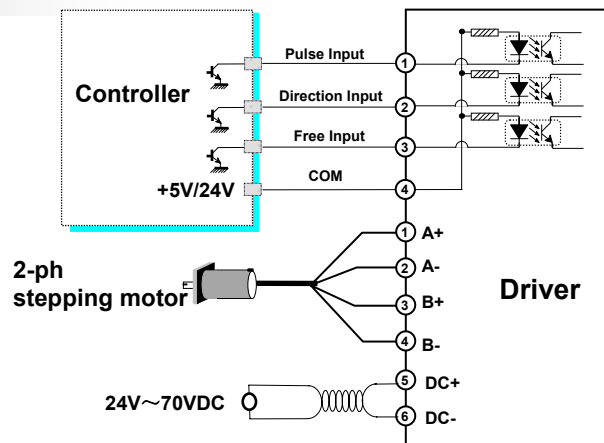 Pulse Input
1
Controller
Direction Input
2
Free Input
3
+5V/24V
COM
4
1 A+
2-ph
stepping motor
2 A-
3 B+
Driver
4 B-
24V～70VDC
5 DC+
6 DC-